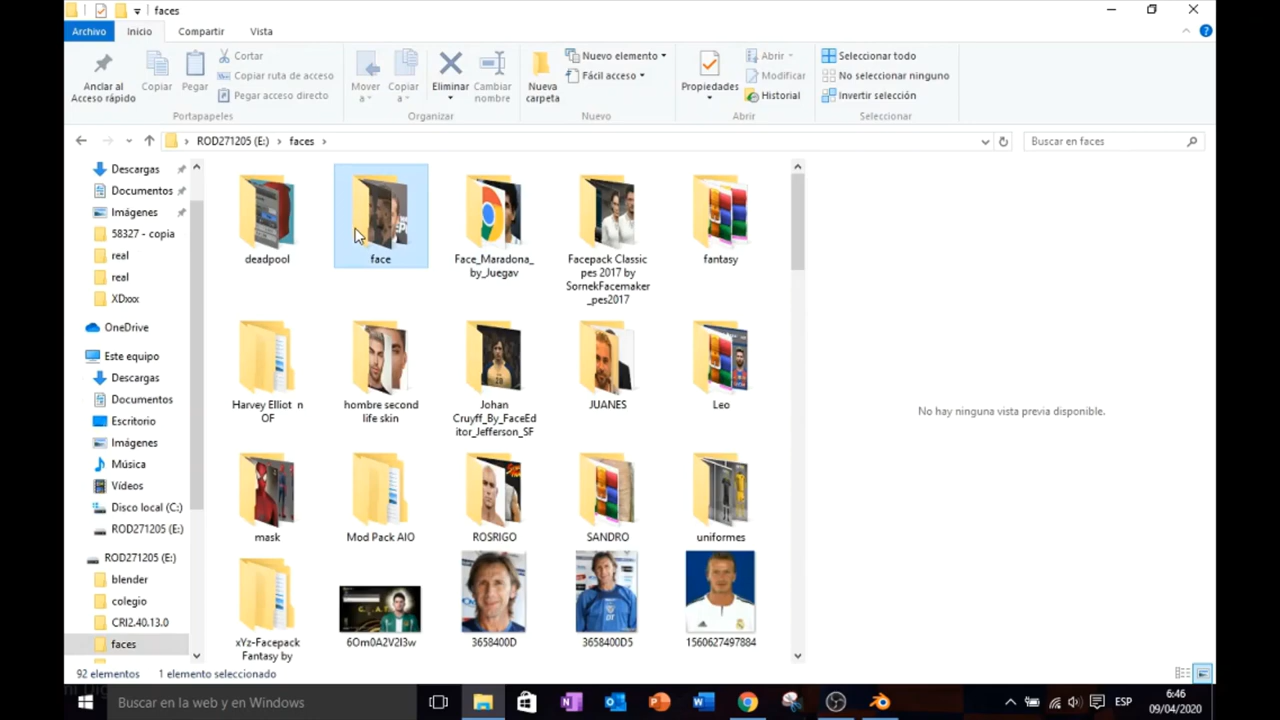 faces
Archivo Inicio Compartir Vista
Anclar al Acceso rápido
Copiar
Pegar
Cortar
Copiar ruta de acceso
Pegar acceso directo
Portapapeles
Mover a
Copiar a
Eliminar
Cambiar nombre
Organizar
Nueva carpeta
Nuevo elemento
Fácil acceso
Nuevo
Propiedades
Abrir
Modificar
Historial
Abrir
Seleccionar todo
No seleccionar ninguno
Invertir selección
Seleccionar
ROD271205 (E:) › faces ›
Buscar en faces
Descargas
Documentos
Imágenes
58327 - copia
real
real
XDxxx
OneDrive
Este equipo
Descargas
Documentos
Escritorio
Imágenes
Música
Vídeos
Disco local (C:)
ROD271205 (E:)
ROD271205 (E:)
blender
colegio
CRI2.40.13.0
faces
deadpool
face
Face_Maradona_
by_Juegav
Facepack Classic
pes 2017 by
SornekFacemaker
_pes2017
fantasy
Harvey Elliot n
OF
hombre second
life skin
Johan
Cruyff_By_FaceEd
itor_Jefferson_SF
JUANES
Leo
mask
Mod Pack AIO
ROSRIGO
SANDRO
uniformes
xYz-Facepack
Fantasy by
6Om0A2V2I3w
3658400D
3658400D5
1560627497884
No hay ninguna vista previa disponible.
92 elementos 1 elemento seleccionado
Buscar en la web y en Windows
ESP
6:46
09/04/2020